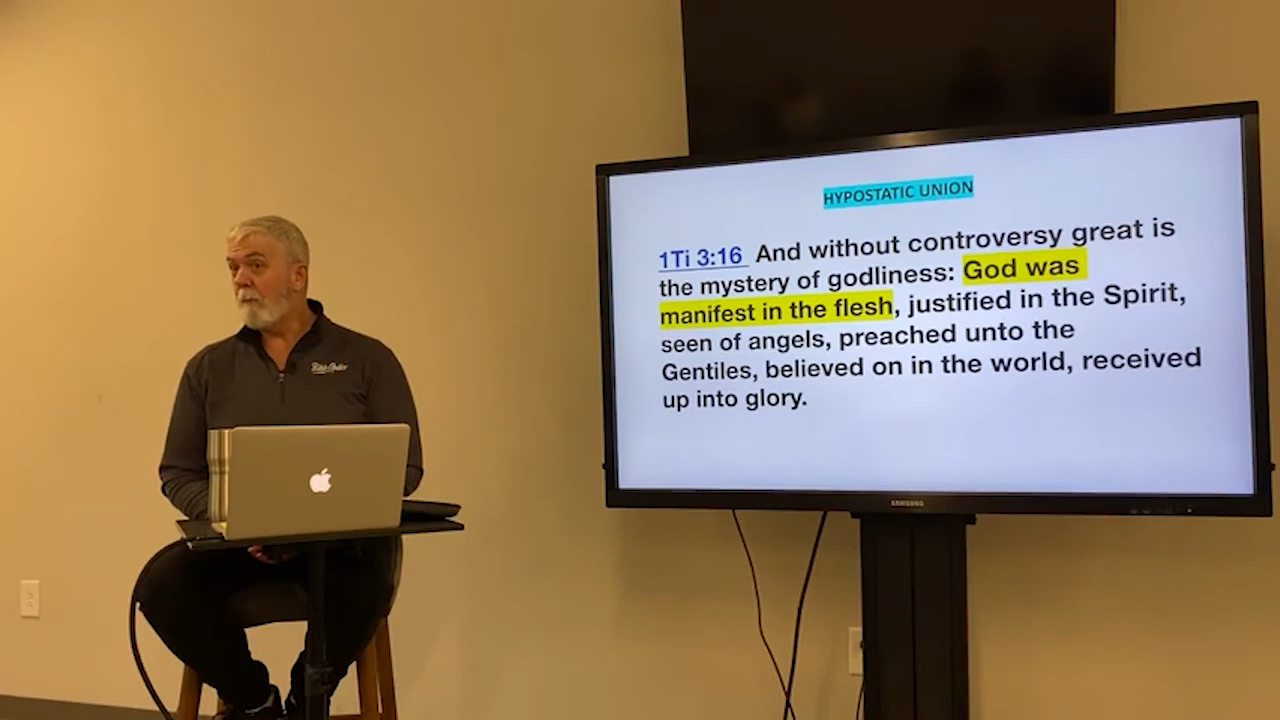 HYPOSTATIC UNION
1Ti 3:16 And without controversy great is
the mystery of godliness: God was
manifest in the flesh, justified in the Spirit,
seen of angels, preached unto the
Gentiles, believed on in the world, received
up into glory.
SAMSUNG